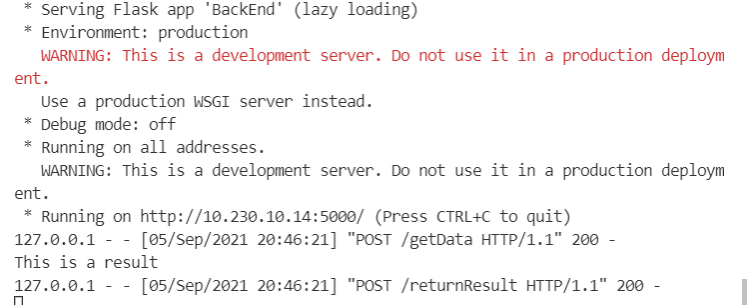 * Serving Flask app 'BackEnd' (lazy loading)
* Environment: production
WARNING: This is a development server. Do not use it in a production deploym
ent.
Use a production WSGI server instead.
* Debug mode: off
* Running on all addresses.
WARNING: This is a development server. Do not use it in a production deploym
ent.
* Running on http://10.230.10.14:5000/ (Press CTRL+C to quit)
127.0.0.1 - - [05/Sep/2021 20:46:21] "POST /getData HTTP/1.1" 200 -
This is a result
127.0.0.1 - - [05/Sep/2021 20:46:21] "POST /returnResult HTTP/1.1" 200 -